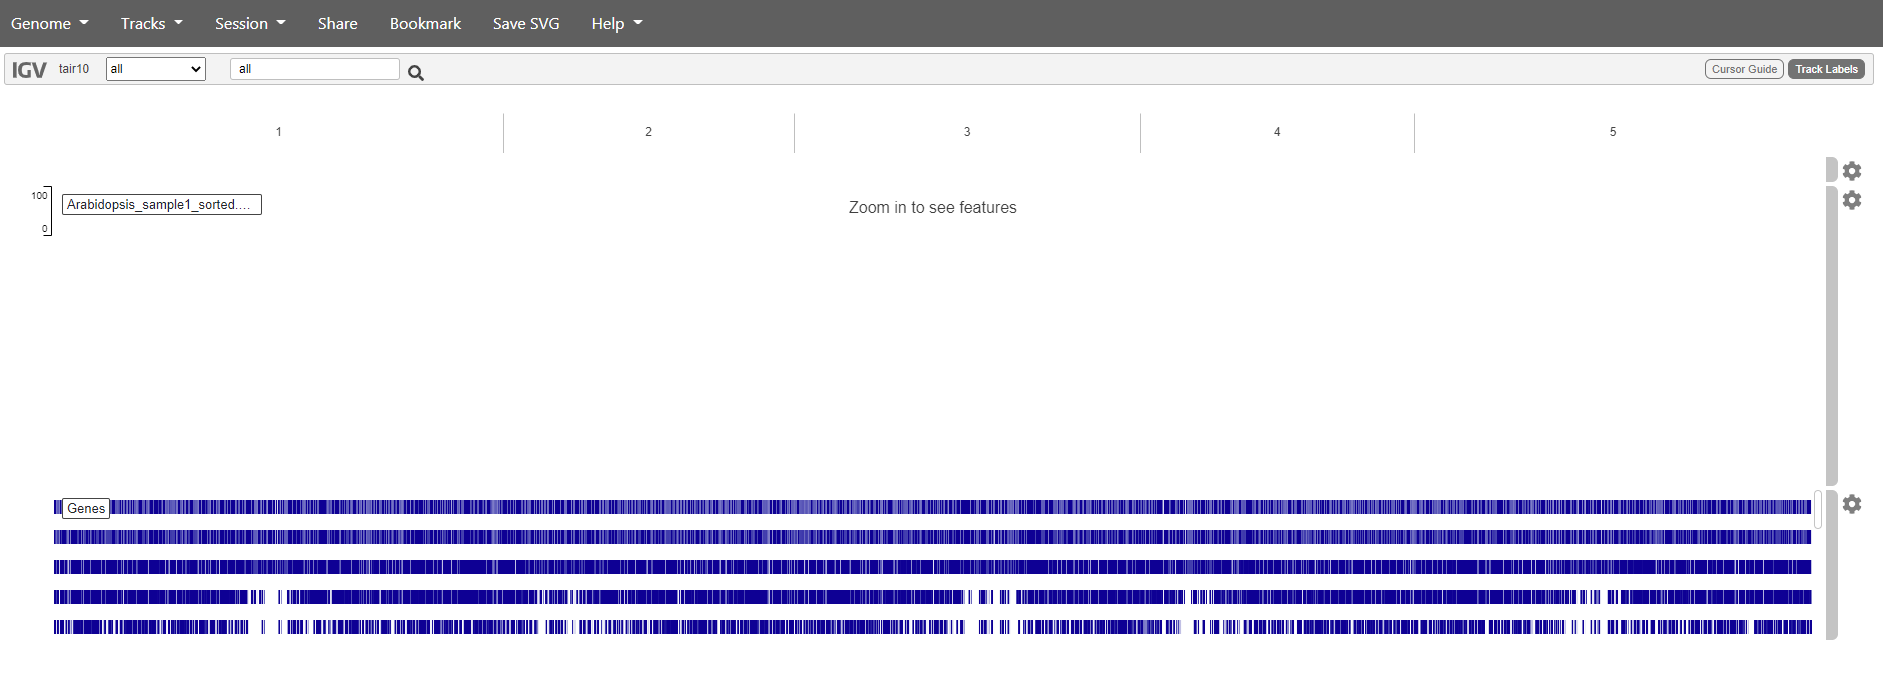 Genome Tracks Session Share Bookmark Save SVG Help
IGV tair10 all all Cursor Guide Track Labels
1 2 3 4 5
100
Arabidopsis_sample1_sorted....
Zoom in to see features
0
Genes